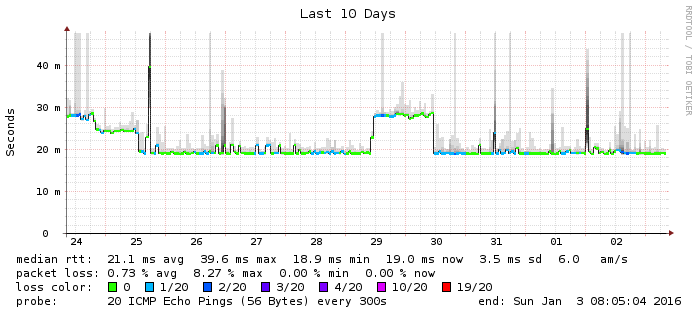 Last 10 Days
RRDTOOL / TOBI OETIKER
Seconds
40 m
30 m
20 m
10 m
0
24 25 26 27 28 29 30 31 01 02
median rtt: 21.1 ms avg 39.6 ms max 18.9 ms min 19.0 ms now 3.5 ms sd 6.0 am/s
packet loss: 0.73 % avg 8.27 % max 0.00 % min 0.00 % now
loss color: 0 1/20 2/20 3/20 4/20 10/20 19/20
probe: 20 ICMP Echo Pings (56 Bytes) every 300s end: Sun Jan 3 08:05:04 2016